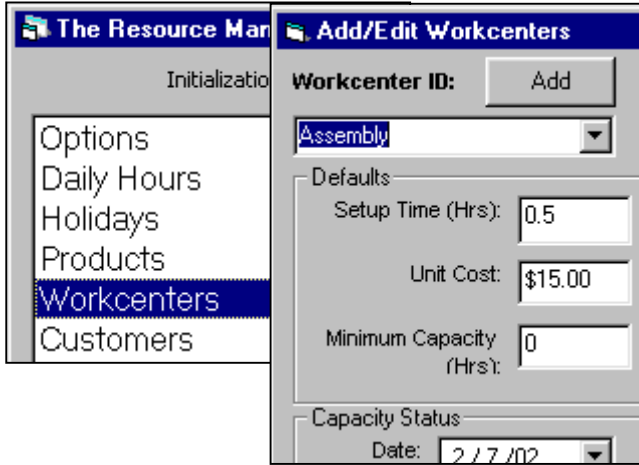 The Resource Man
Initializatio
Options
Daily Hours
Holidays
Products
Workcenters
Customers
Add/Edit Workcenters
Workcenter ID: Add
Assembly
Defaults
Setup Time (Hrs): 0.5
Unit Cost: $15.00
Minimum Capacity 0
(Hrs):
Capacity Status
Date: 2/7/02